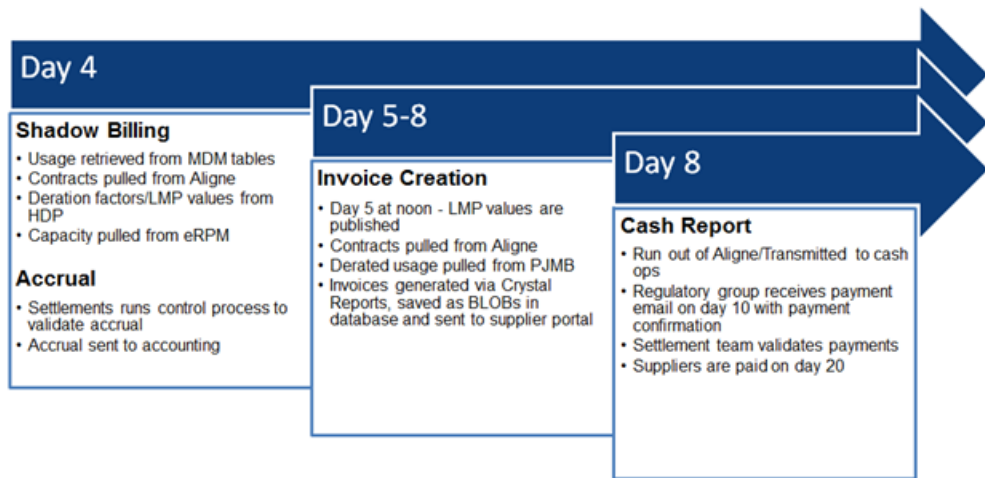 Day 4
Shadow Billing
• Usage retrieved from MDM tables
• Contracts pulled from Aligne
• Deration factors/LMP values from
HDP
• Capacity pulled from eRPM
Accrual
• Settlements runs control process to
validate accrual
• Accrual sent to accounting
Day 5-8
Invoice Creation
• Day 5 at noon - LMP values are
published
• Contracts pulled from Aligne
• Derated usage pulled from PJMB
• Invoices generated via Crystal
Reports, saved as BLOBs in
database and sent to supplier portal
Day 8
Cash Report
• Run out of Aligne/Transmitted to cash
ops
• Regulatory group receives payment
email on day 10 with payment
confirmation
• Settlement team validates payments
• Suppliers are paid on day 20